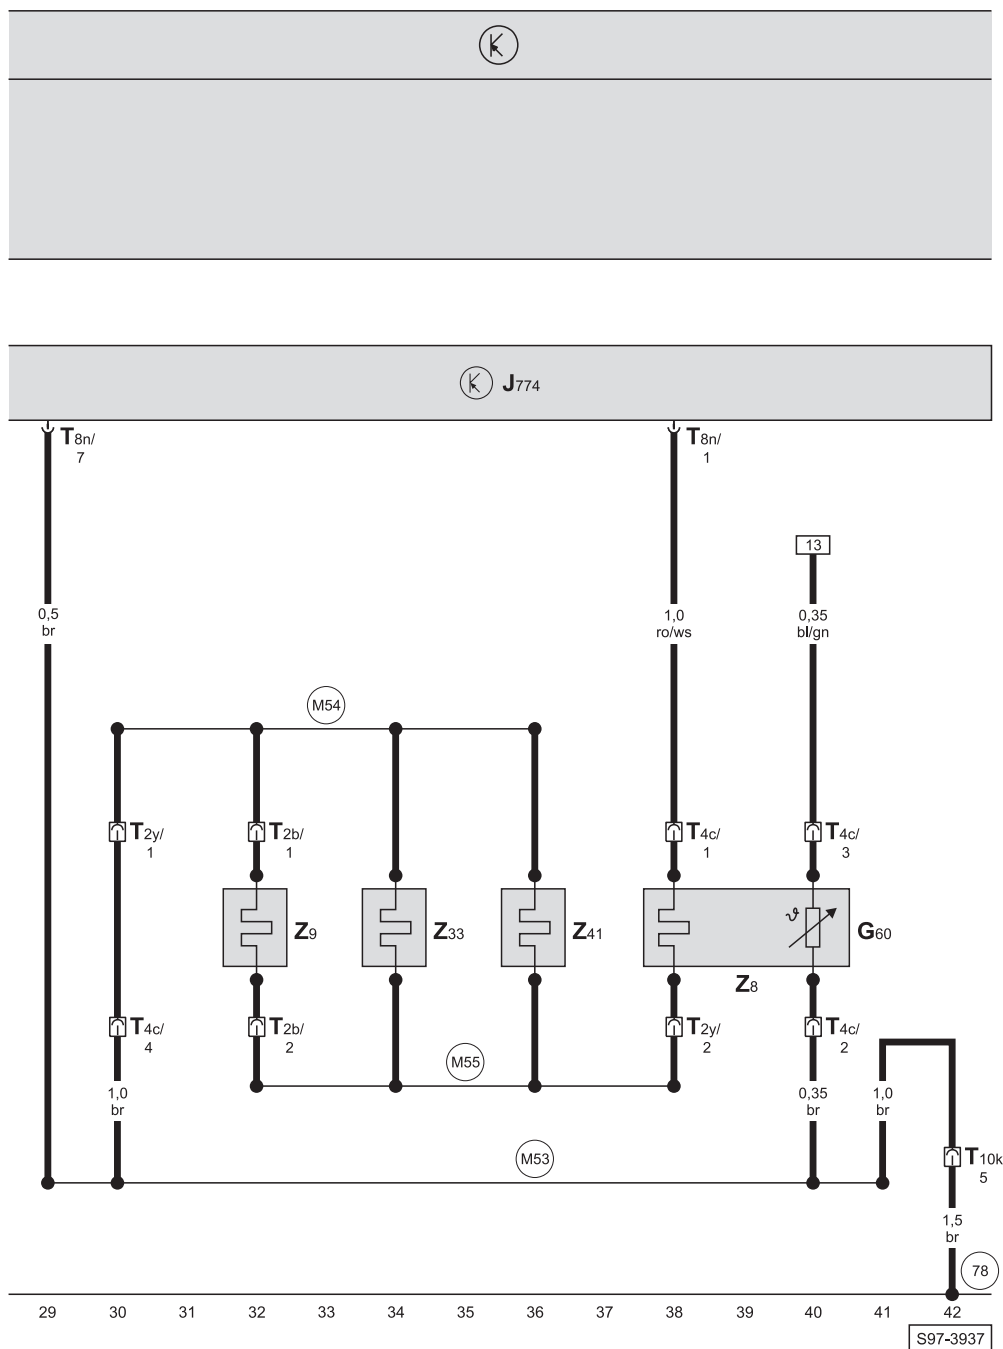 J774
T8n/
7
T8n/
1
13
0,5
br
1,0
ro/ws
0,35
bl/gn
M54
T2y/
1
T2b/
1
T4c/
1
T4c/
3
ϑ
Z9
Z33
Z41
G60
Z8
T4c/
4
T2b/
2
T2y/
2
T4c/
2
M55
1,0
br
0,35
br
1,0
br
M53
T10k
5
1,5
br
78
29 30 31 32 33 34 35 36 37 38 39 40 41 42
S97-3937